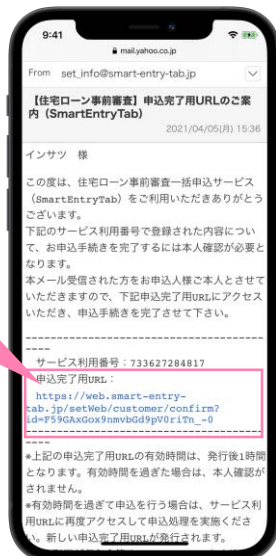 9:41
mail.yahoo.co.jp
From set_info@smart-entry-tab.jp
【住宅ローン事前審査】申込完了用URLのご案
内（SmartEntryTab）
2021/04/05(月) 15:36
インサツ 様
この度は、住宅ローン事前審査一括申込サービス
（SmartEntryTab）をご利用いただきありがとう
ございます。
下記のサービス利用番号で登録された内容につい
て、お申込手続きを完了するには本人確認が必要と
なります。
本メール受信された方をお申込人様ご本人とさせて
いただきますので、下記申込完了用URLにアクセス
いただき、申込手続きを完了させて下さい。
----------------------------------------
----
サービス利用番号：733627284817
申込完了用URL：
https://web.smart-entry-
tab.jp/setWeb/customer/confirm?
id=F59GAxGox9nmvbGd9pV0riTn_-0
----------------------------------------
----
*上記の申込完了用URLの有効時間は、発行後1時間
となります。有効時間を過ぎた場合は、本人確認が
されません。
*有効時間を過ぎて申込を行う場合は、サービス利
用URLに再度アクセスして申込処理を実施くださ
い。新しい申込完了用URLが発行されます。